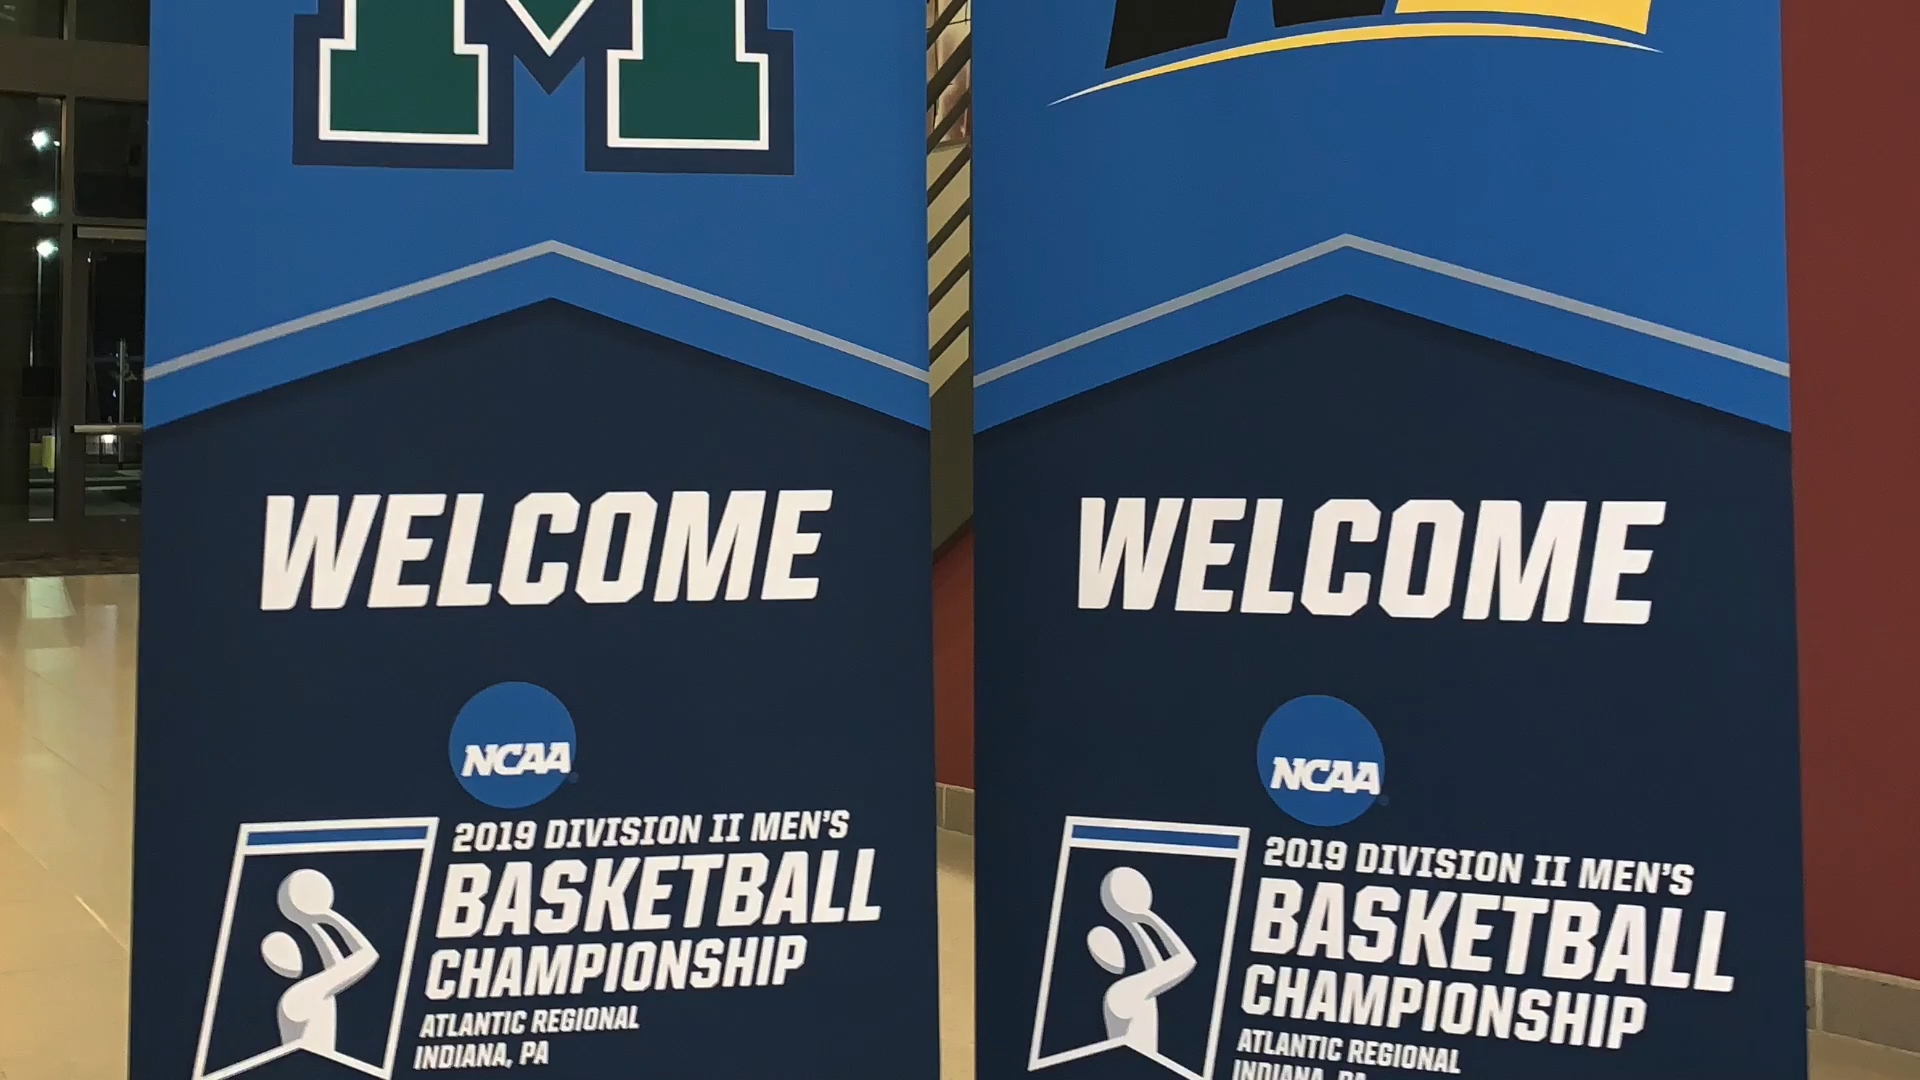 M
WELCOME
NCAA
2019 DIVISION II MEN'S
BASKETBALL
CHAMPIONSHIP
ATLANTIC REGIONAL
INDIANA, PA
WELCOME
NCAA
2019 DIVISION II MEN'S
BASKETBALL
CHAMPIONSHIP
ATLANTIC REGIONAL
INDIANA, PA